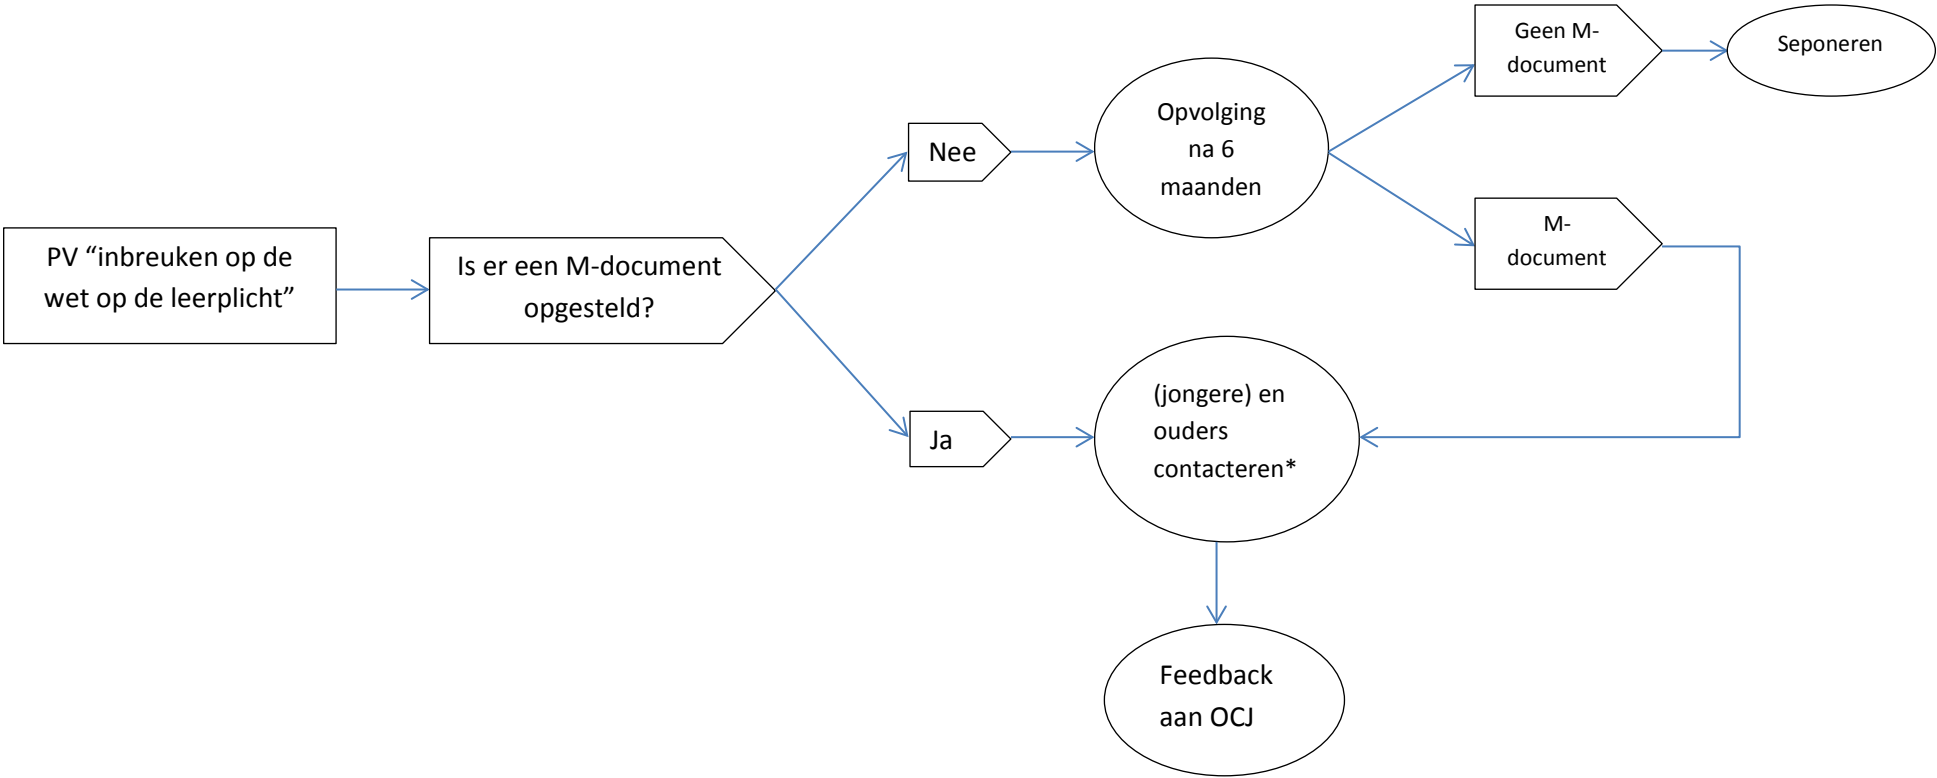 PV “inbreuken op de
wet op de leerplicht”
Is er een M-document
opgesteld?
Nee
Opvolging
na 6
maanden
Geen M-
document
Seponeren
M-
document
Ja
(jongere) en
ouders
contacteren*
Feedback
aan OCJ